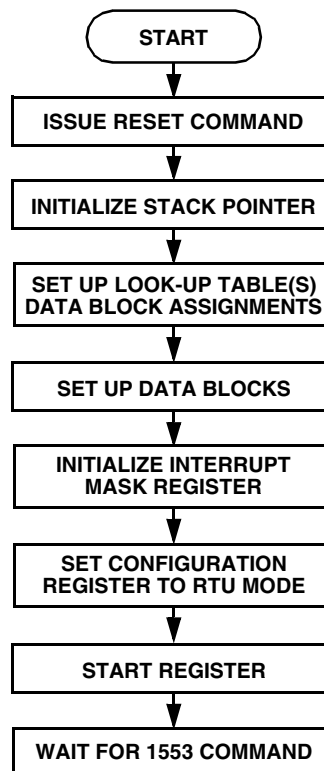 START
ISSUE RESET COMMAND
INITIALIZE STACK POINTER
SET UP LOOK-UP TABLE(S)
DATA BLOCK ASSIGNMENTS
SET UP DATA BLOCKS
INITIALIZE INTERRUPT
MASK REGISTER
SET CONFIGURATION
REGISTER TO RTU MODE
START REGISTER
WAIT FOR 1553 COMMAND